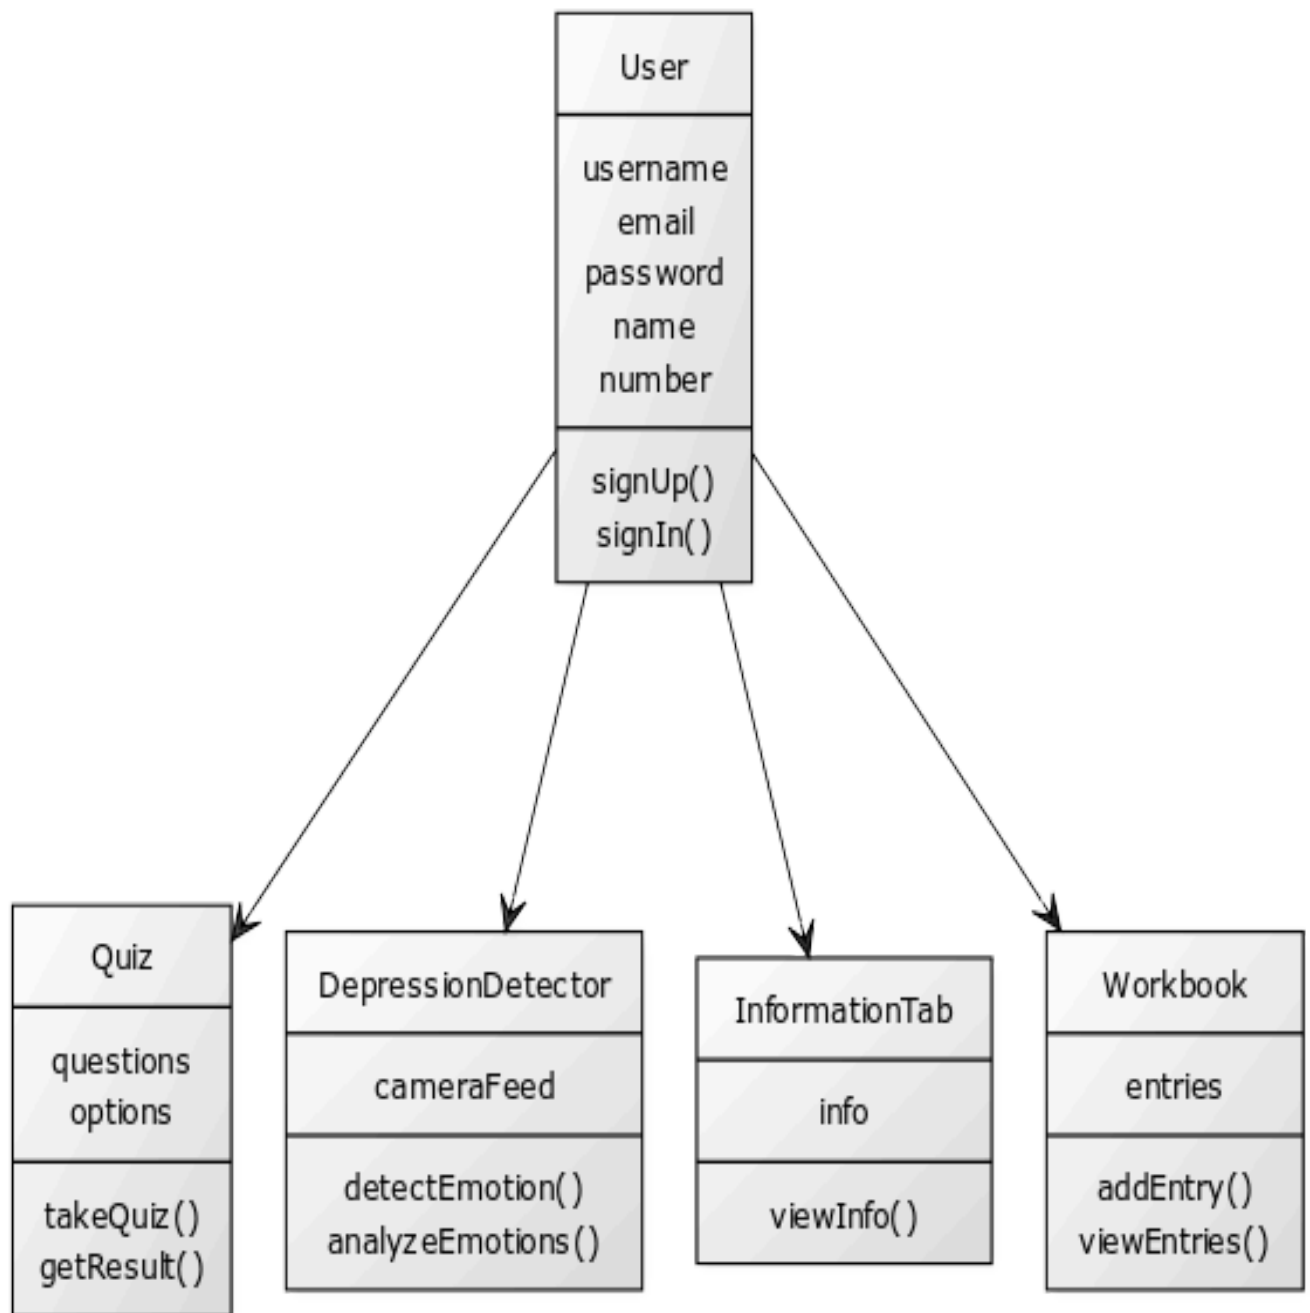 User
username
email
password
name
number
signUp()
signIn()
Quiz
questions
options
takeQuiz()
getResult()
DepressionDetector
cameraFeed
detectEmotion()
analyzeEmotions()
InformationTab
info
viewInfo()
Workbook
entries
addEntry()
viewEntries()